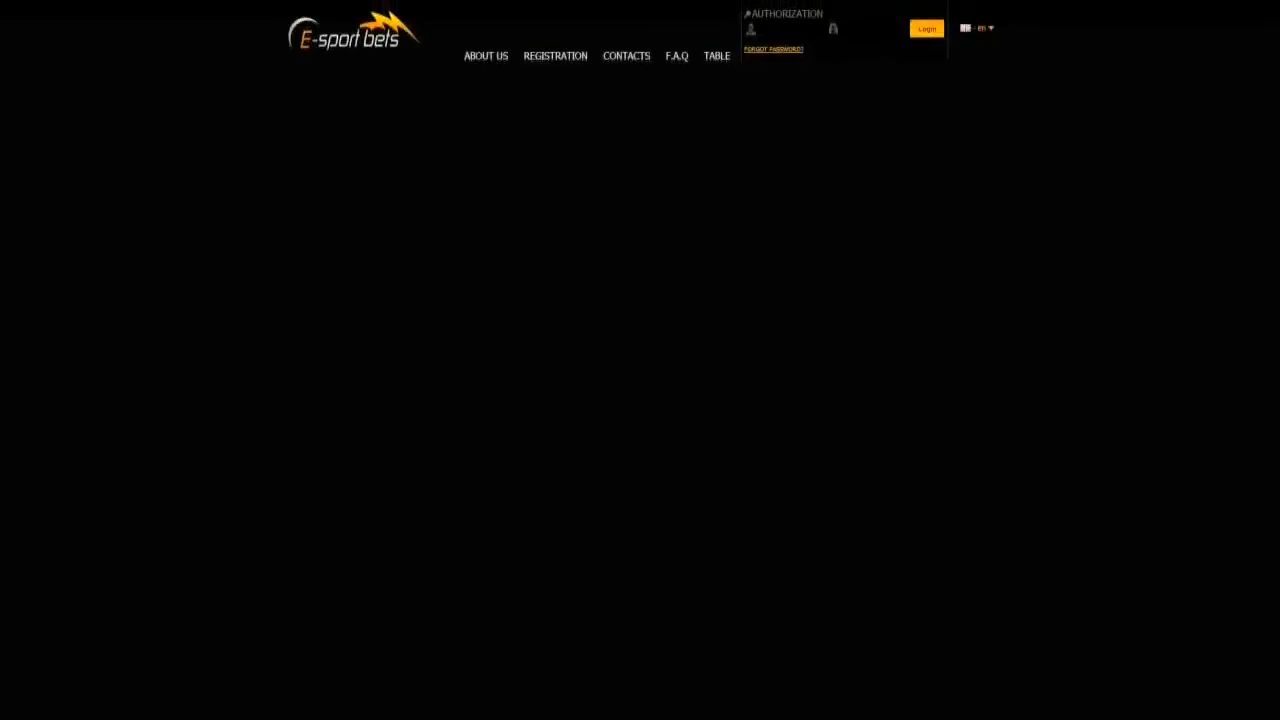 E-sport bets
AUTHORIZATION
Login
- en
FORGOT PASSWORD?
ABOUT US REGISTRATION CONTACTS F.A.Q TABLE